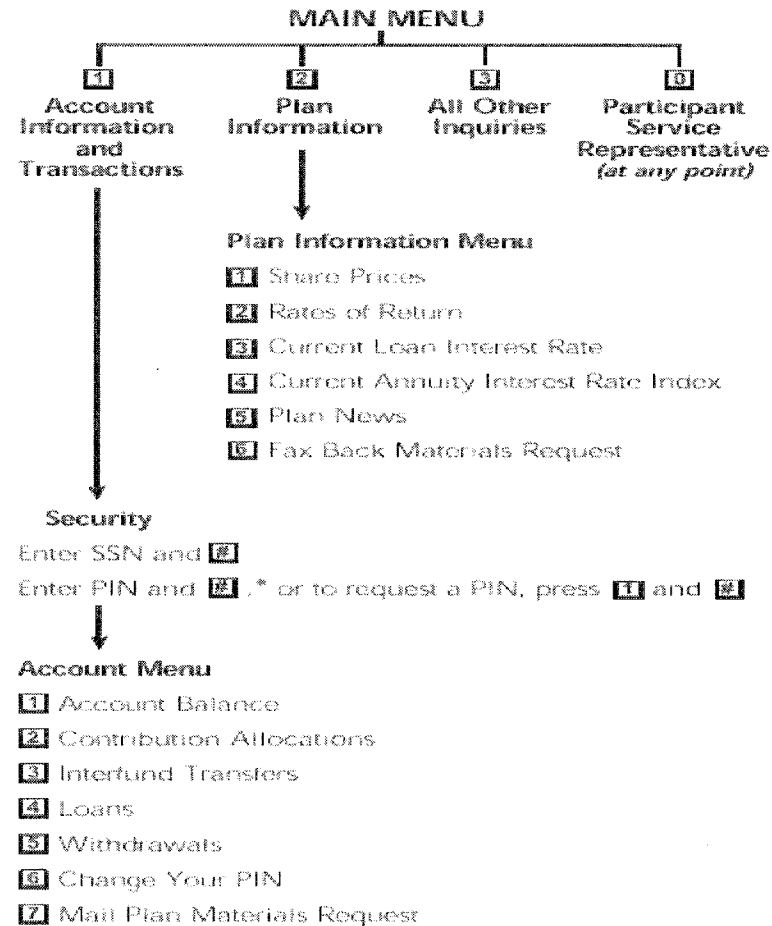 MAIN MENU
1 2 3 0
Account Information and Transactions
Plan Information
All Other Inquiries
Participant Service Representative (at any point)
Plan Information Menu
1 Share Prices
2 Rates of Return
3 Current Loan Interest Rate
4 Current Annuity Interest Rate Index
5 Plan News
6 Fax Back Materials Request
Security
Enter SSN and #
Enter PIN and # .* or to request a PIN, press 1 and #
Account Menu
1 Account Balance
2 Contribution Allocations
3 Interfund Transfers
4 Loans
5 Withdrawals
6 Change Your PIN
7 Mail Plan Materials Request